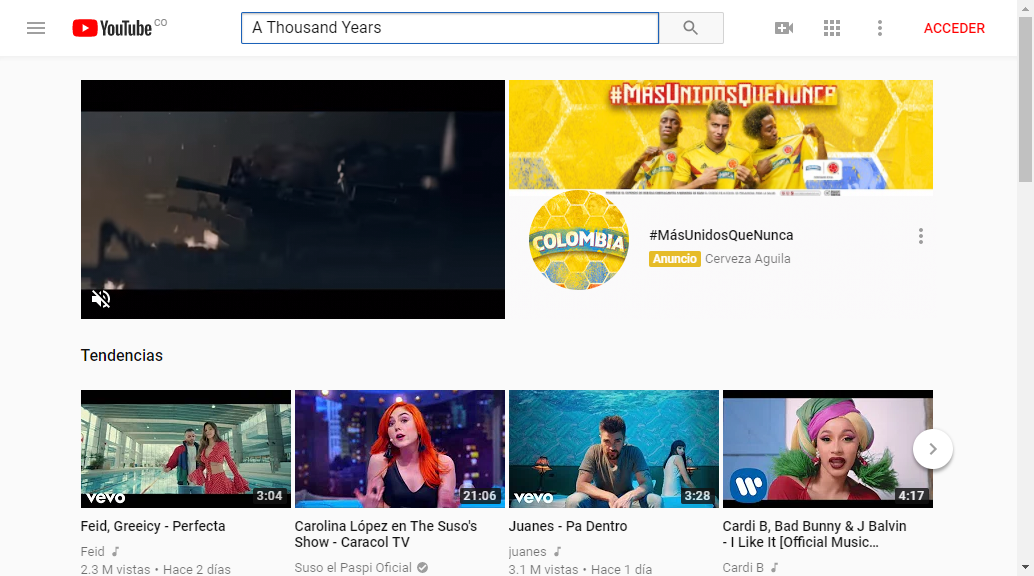 YouTube CO
A Thousand Years
ACCEDER
#MÁSUNIDOSQUENUNCA
COLOMBIA
#MásUnidosQueNunca
Anuncio Cerveza Aguila
Tendencias
vevo 3:04
21:06
vevo 3:28
4:17
Feid, Greeicy - Perfecta
Feid
2.3 M vistas • Hace 2 días
Carolina López en The Suso's
Show - Caracol TV
Suso el Paspi Oficial
Juanes - Pa Dentro
juanes
3.1 M vistas • Hace 1 día
Cardi B, Bad Bunny & J Balvin
- I Like It [Official Music...
Cardi B